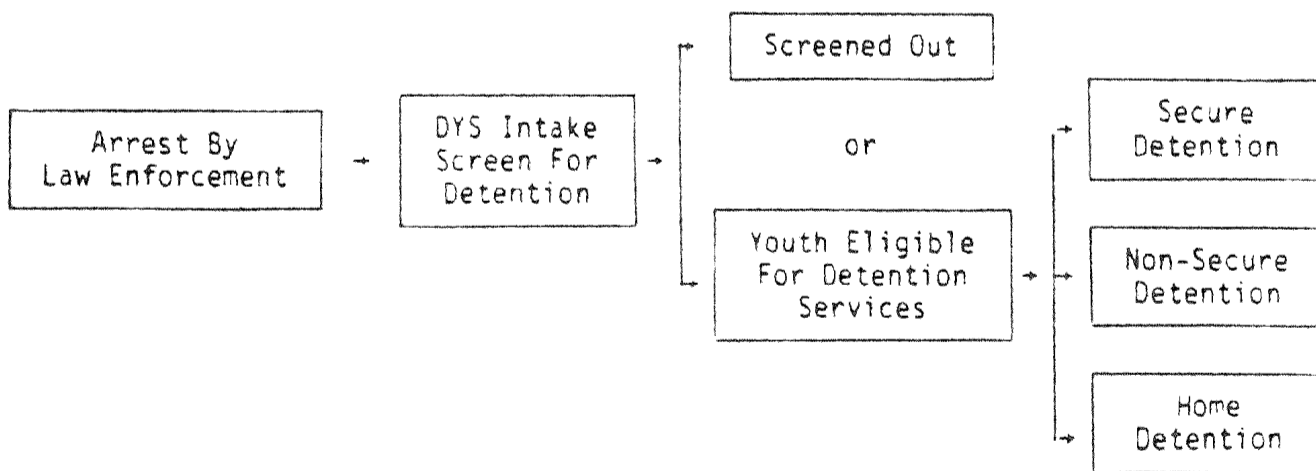 Arrest By
Law Enforcement
DYS Intake
Screen For
Detention
Screened Out
or
Youth Eligible
For Detention
Services
Secure
Detention
Non-Secure
Detention
Home
Detention